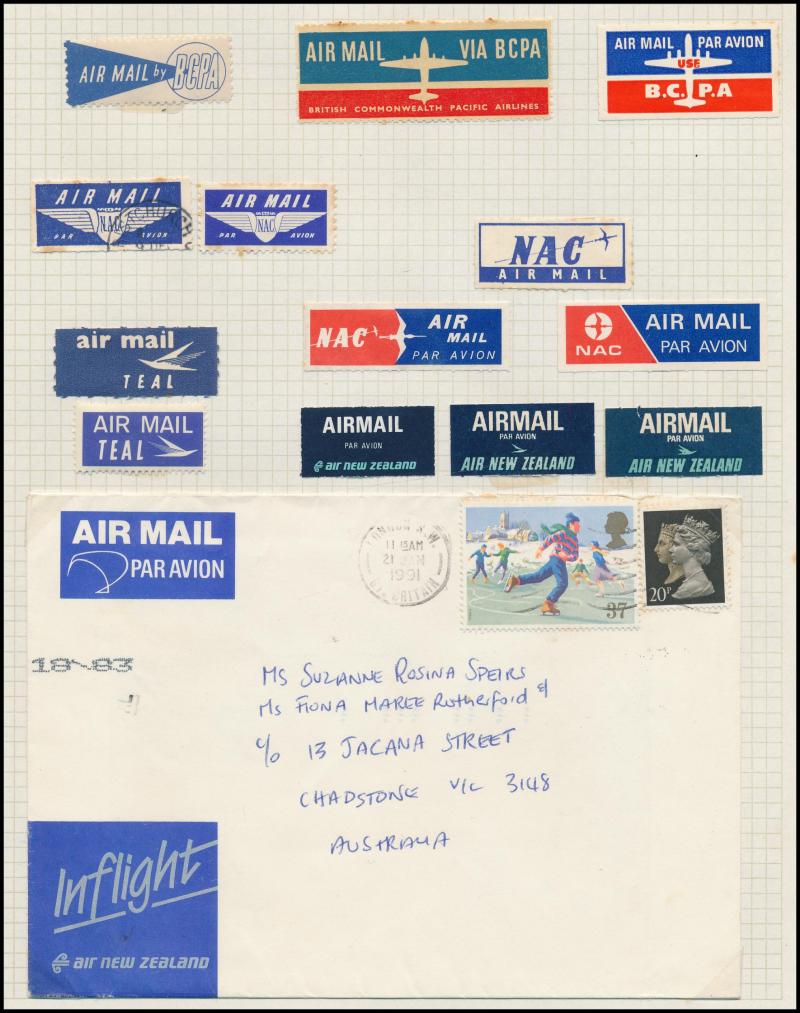 AIR MAIL by BCPA
AIR MAIL VIA BCPA
BRITISH COMMONWEALTH PACIFIC AIRLINES
AIR MAIL PAR AVION
USE
B.C.P.A
AIR MAIL
NAC
PAR AVION
AIR MAIL
NAC
PAR AVION
NAC
AIR MAIL
air mail
TEAL
NAC AIR MAIL
PAR AVION
NAC
AIR MAIL
PAR AVION
AIR MAIL
TEAL
AIRMAIL
PAR AVION
air new zealand
AIRMAIL
PAR AVION
AIR NEW ZEALAND
AIRMAIL
PAR AVION
AIR NEW ZEALAND
AIR MAIL
PAR AVION
LONDON S.W.
11 15AM
21 JAN
1991
GT. BRITAIN
37
20P
18-83
Ms SUZANNE ROSINA SPEIRS
Ms FIONA MAREE Rutherford &
c/o 13 JACANA STREET
CHADSTONE VIC 3148
AUSTRALIA
Inflight
air new zealand